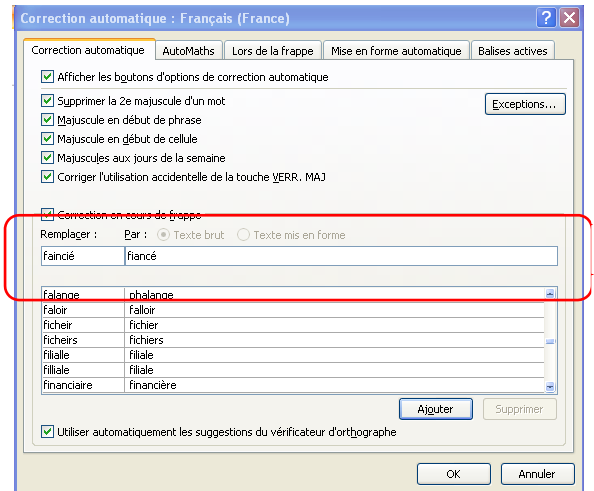 Correction automatique : Français (France)
Correction automatique AutoMaths Lors de la frappe Mise en forme automatique Balises actives
Afficher les boutons d'options de correction automatique
Supprimer la 2e majuscule d'un mot Exceptions...
Majuscule en début de phrase
Majuscule en début de cellule
Majuscules aux jours de la semaine
Corriger l'utilisation accidentelle de la touche VERR. MAJ
Correction en cours de frappe
Remplacer : Par : Texte brut Texte mis en forme
faincié fiancé
falange phalange
faloir falloir
ficheir fichier
ficheirs fichiers
filialle filiale
filliale filiale
financiaire financière
Ajouter Supprimer
Utiliser automatiquement les suggestions du vérificateur d'orthographe
OK Annuler